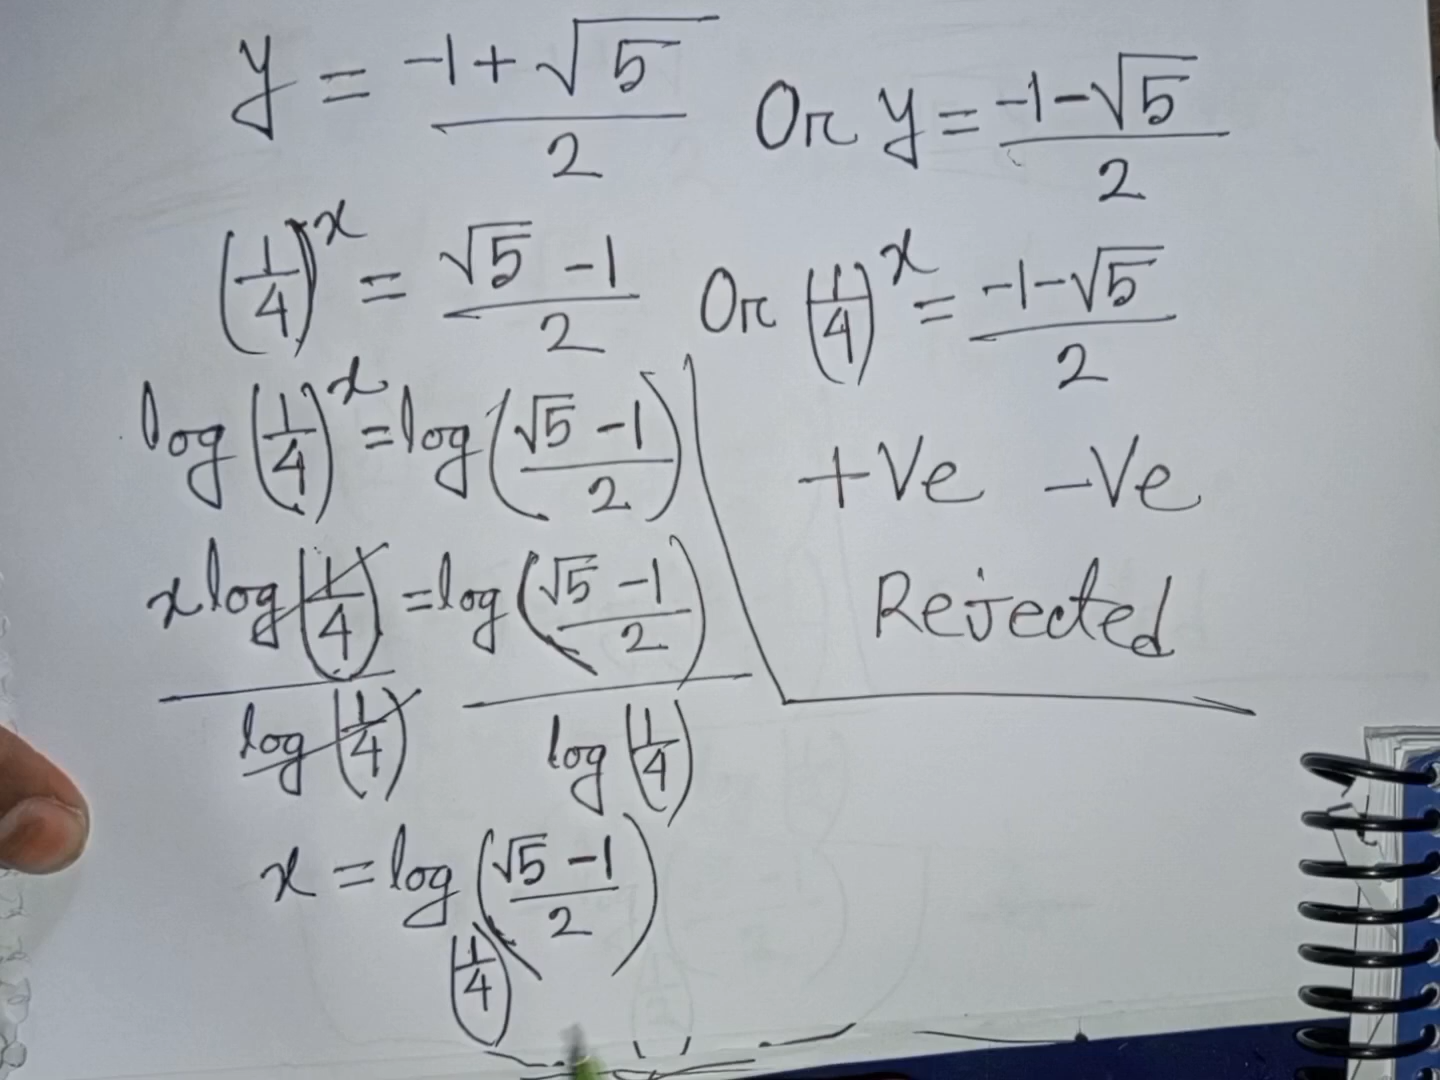 y = (-1 + √5)/2 Or y = (-1 - √5)/2
(1/4)^x = (√5 - 1)/2 Or (1/4)^x = (-1 - √5)/2
log(1/4)^x = log((√5 - 1)/2)
+Ve -Ve
Rejected
x log(1/4) / log(1/4) = log((√5 - 1)/2) / log(1/4)
x = log_(1/4)((√5 - 1)/2)